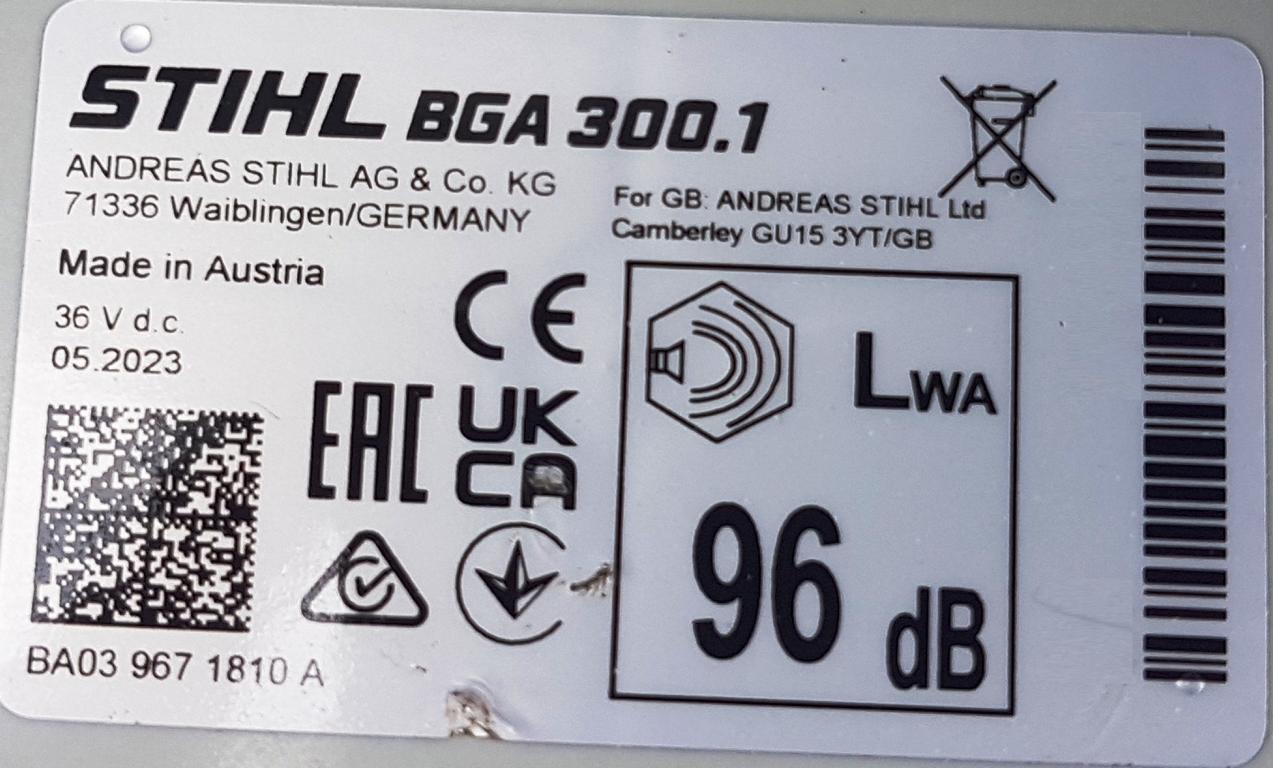 STIHL BGA 300.1
ANDREAS STIHL AG & Co. KG
71336 Waiblingen/GERMANY
For GB: ANDREAS STIHL Ltd
Camberley GU15 3YT/GB
Made in Austria
36 V d.c.
05.2023
CE
EAC
UK
CA
LWA
96 dB
BA03 967 1810 A